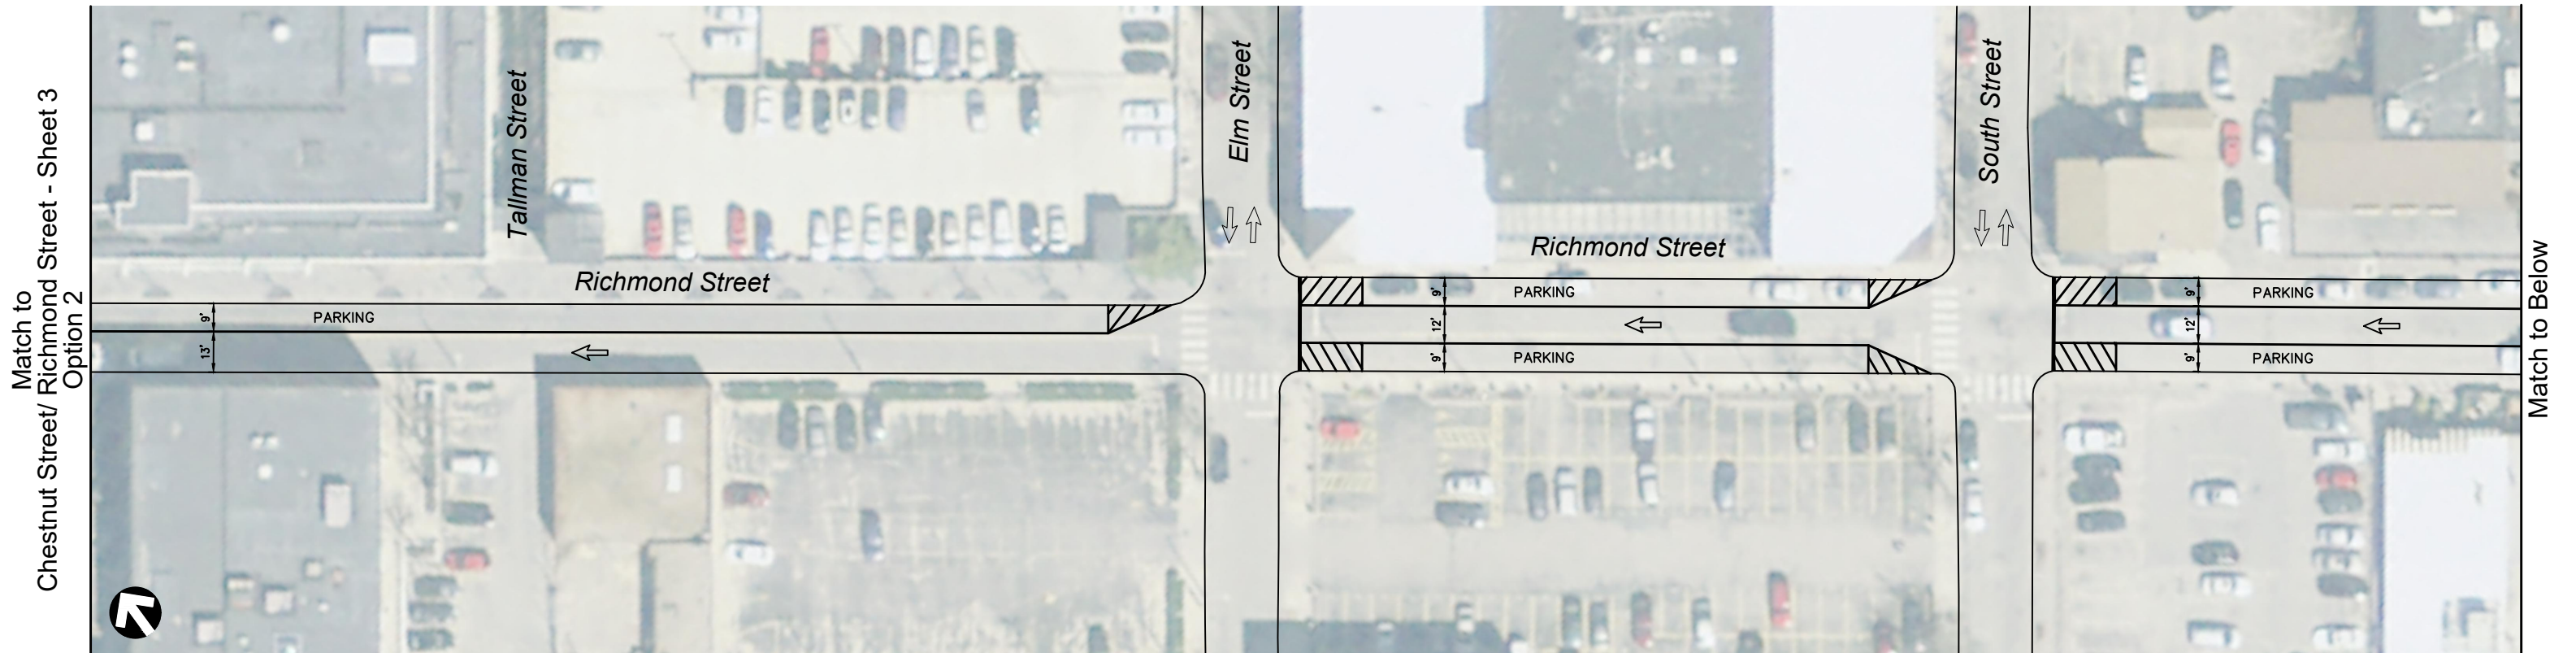 Match to
Chestnut Street/ Richmond Street - Sheet 3
Option 2
Tallman Street
Elm Street
South Street
Richmond Street
Richmond Street
9'
PARKING
13'
9'
PARKING
12'
9'
PARKING
9'
PARKING
12'
9'
PARKING
Match to Below